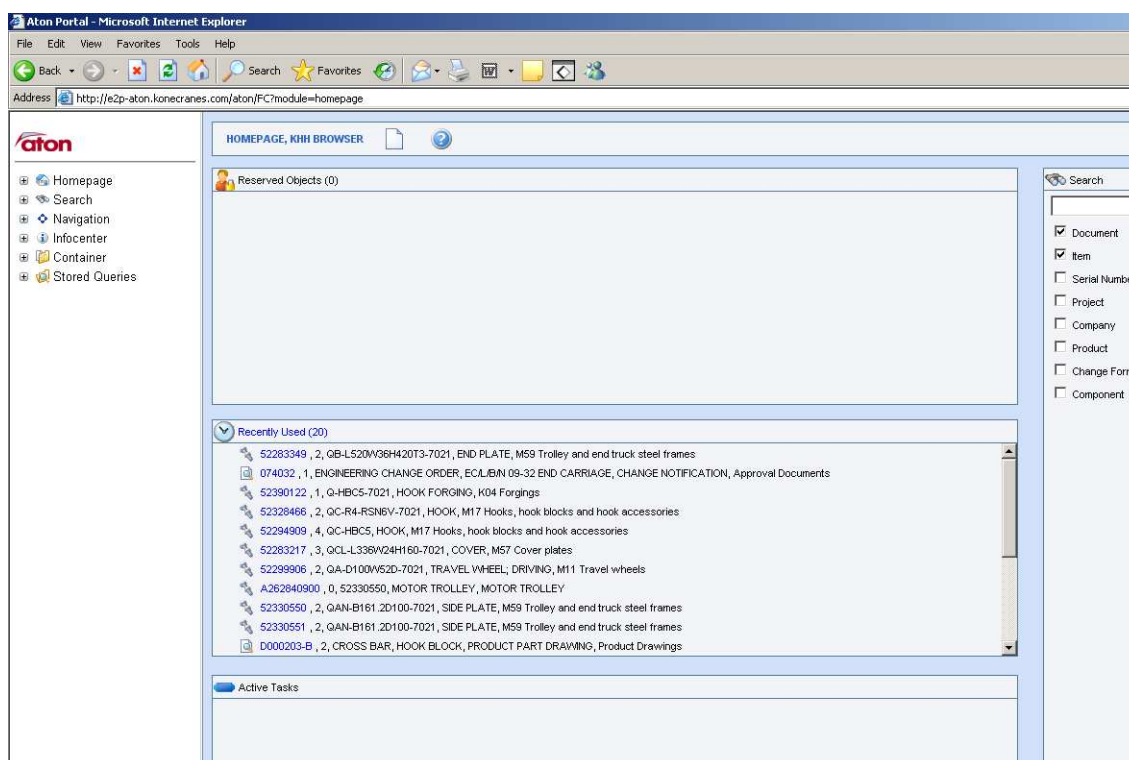 Aton Portal - Microsoft Internet Explorer
File Edit View Favorites Tools Help
Back Search Favorites
Address http://e2p-aton.konecranes.com/aton/FC?module=homepage
aton
Homepage
Search
Navigation
Infocenter
Container
Stored Queries
HOMEPAGE, KHH BROWSER
Reserved Objects (0)
Recently Used (20)
52283349 , 2, QB-L520W36H420T3-7021, END PLATE, M59 Trolley and end truck steel frames
074032 , 1, ENGINEERING CHANGE ORDER, EC/L/B/N 09-32 END CARRIAGE, CHANGE NOTIFICATION, Approval Documents
52390122 , 1, Q-HBC5-7021, HOOK FORGING, K04 Forgings
52328466 , 2, QC-R4-RSN6V-7021, HOOK, M17 Hooks, hook blocks and hook accessories
52294909 , 4, QC-HBC5, HOOK, M17 Hooks, hook blocks and hook accessories
52283217 , 3, QCL-L336W24H160-7021, COVER, M57 Cover plates
52299906 , 2, QA-D100W52D-7021, TRAVEL WHEEL; DRIVING, M11 Travel wheels
A262840900 , 0, 52330550, MOTOR TROLLEY, MOTOR TROLLEY
52330550 , 2, QAN-B161.2D100-7021, SIDE PLATE, M59 Trolley and end truck steel frames
52330551 , 2, QAN-B161.2D100-7021, SIDE PLATE, M59 Trolley and end truck steel frames
D000203-B , 2, CROSS BAR, HOOK BLOCK, PRODUCT PART DRAWING, Product Drawings
Active Tasks
Search
Document
Item
Serial Numbe
Project
Company
Product
Change For
Component